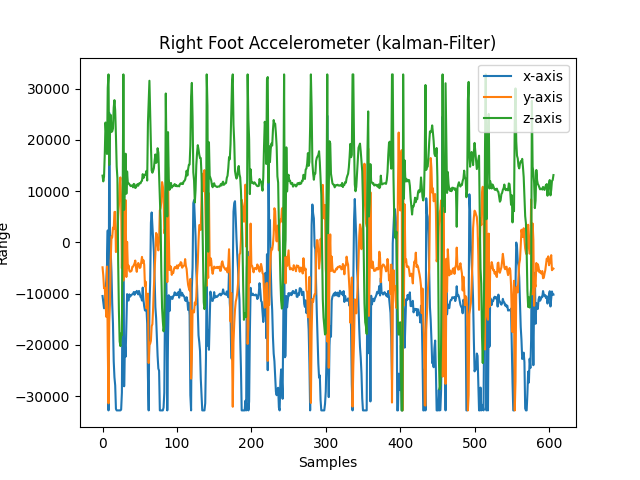 Right Foot Accelerometer (kalman-Filter)
x-axis
y-axis
z-axis
30000
20000
10000
0
−10000
−20000
−30000
Range
0 100 200 300 400 500 600
Samples